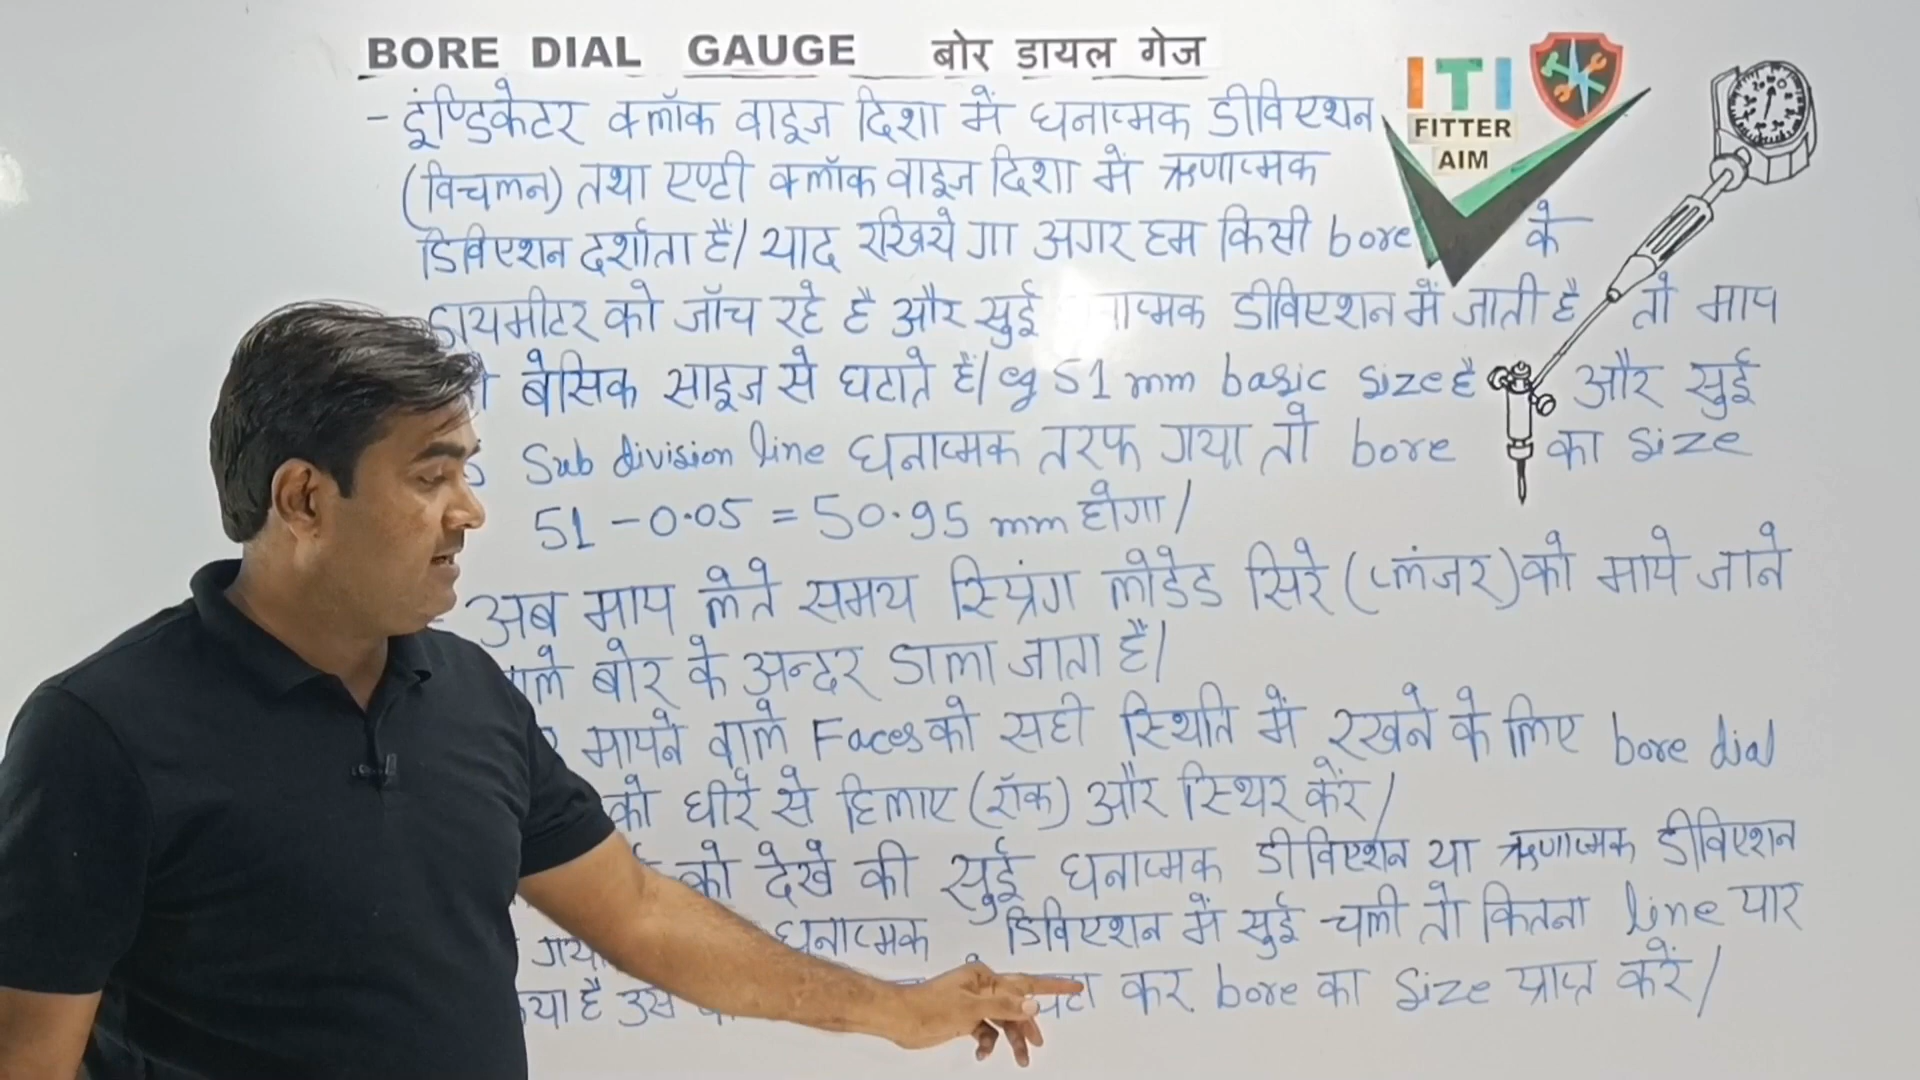 BORE DIAL GAUGE बोर डायल गेज
ITI
FITTER
AIM
- इण्डिकेटर क्लॉक वाइज दिशा में धनात्मक डीविएशन
(विचलन) तथा एण्टी क्लॉक वाइज दिशा में ऋणात्मक
डिविएशन दर्शाता हैं/ याद रखिये गा अगर हम किसी bore के
डायमीटर को जॉच रहे है और सुई डीविएशन में जाती है तो माप
बेसिक साइज से घटाते हैं/ eg 51 mm basic size है और सुई
5 Sub division line धनात्मक तरफ गया तो bore का size
51 - 0.05 = 50.95 mm होगा/
- अब माप लेते समय स्प्रिंग लोडेड सिरे (प्लंजर) को मापे जाने
बोर के अन्दर डाला जाता हैं/
मापने वाले Faces को सही स्थिति में रखने के लिए bore dial
को धीरे से हिलाए (रॉक) और स्थिर करें/
को देखे की सुई धनात्मक डीविएशन या ऋणात्मक डीविएशन
धनात्मक डिविएशन में सुई चली तो कितना line पार
है उस घटा कर bore का size प्राप्त करें/